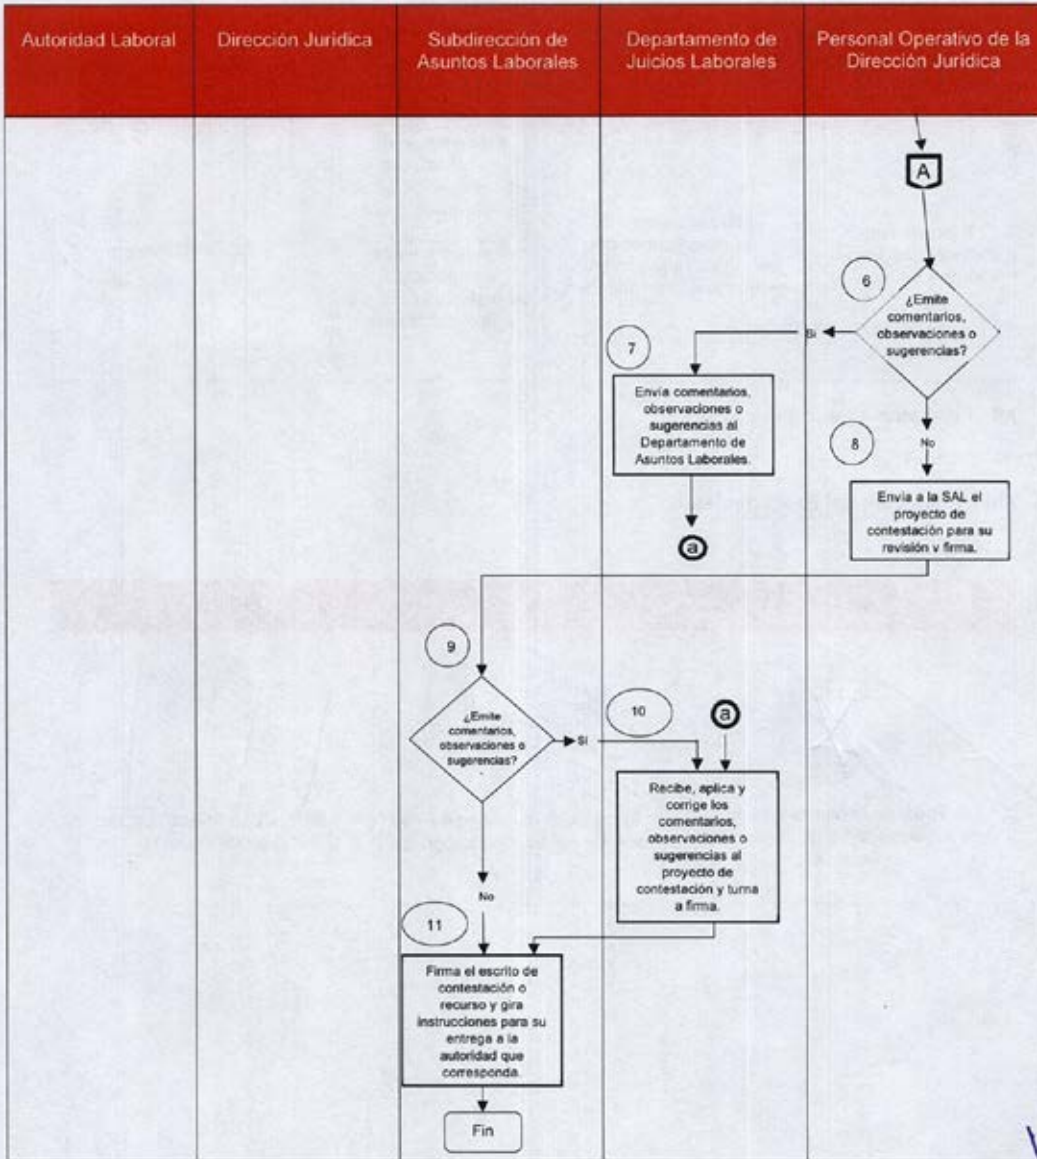 Autoridad Laboral
Dirección Jurídica
Subdirección de
Asuntos Laborales
Departamento de
Juicios Laborales
Personal Operativo de la
Dirección Jurídica
A
6
¿Emite
comentarios,
observaciones o
sugerencias?
Si
7
Envía comentarios,
observaciones o
sugerencias al
Departamento de
Asuntos Laborales.
a
No
8
Envía a la SAL el
proyecto de
contestación para su
revisión y firma.
9
¿Emite
comentarios,
observaciones o
sugerencias?
Si
10
a
Recibe, aplica y
corrige los
comentarios,
observaciones o
sugerencias al
proyecto de
contestación y turna
a firma.
No
11
Firma el escrito de
contestación o
recurso y gira
instrucciones para su
entrega a la
autoridad que
corresponda.
Fin